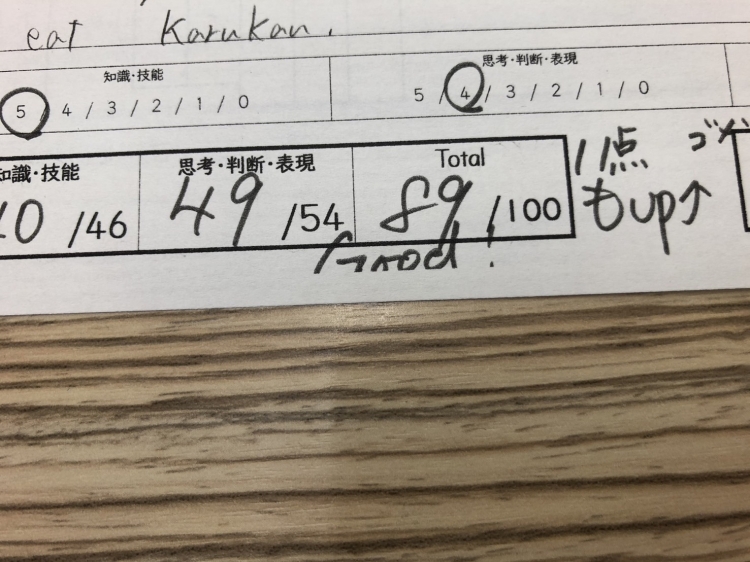 eat Karukan.
知識・技能 思考・判断・表現
5 4 / 3 / 2 / 1 / 0 5 / 4 / 3 / 2 / 1 / 0
知識・技能 思考・判断・表現 Total 11点
40 /46 49 /54 89 /100 もup↑
Good!